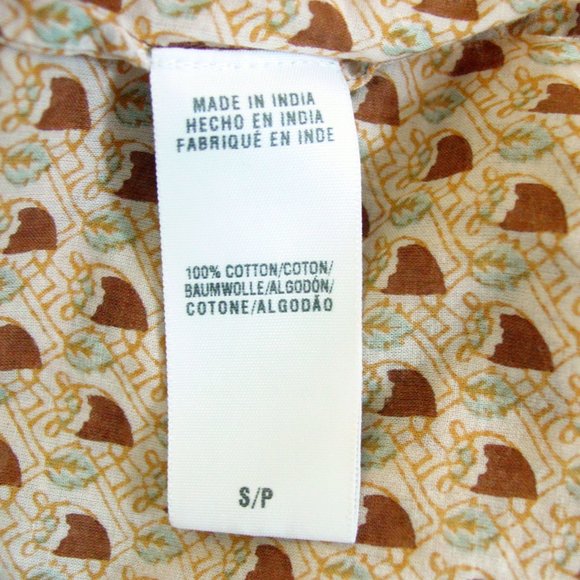 MADE IN INDIA
HECHO EN INDIA
FABRIQUÉ EN INDE
100% COTTON/COTON/
BAUMWOLLE/ALGODÓN/
COTONE/ALGODÃO
S/P